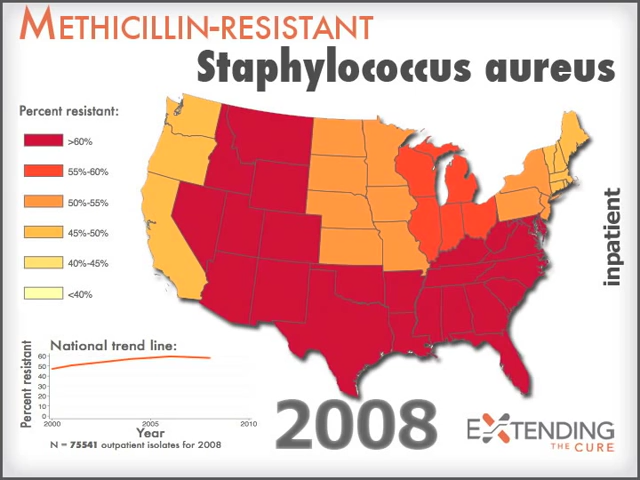 METHICILLIN-RESISTANT
Staphylococcus aureus
Percent resistant:
>60%
55%-60%
50%-55%
45%-50%
40%-45%
<40%
inpatient
National trend line:
Percent resistant
60
50
40
30
20
10
0
2000 2005 2010
Year
N = 75541 outpatient isolates for 2008
2008
EXTENDING
THE CURE